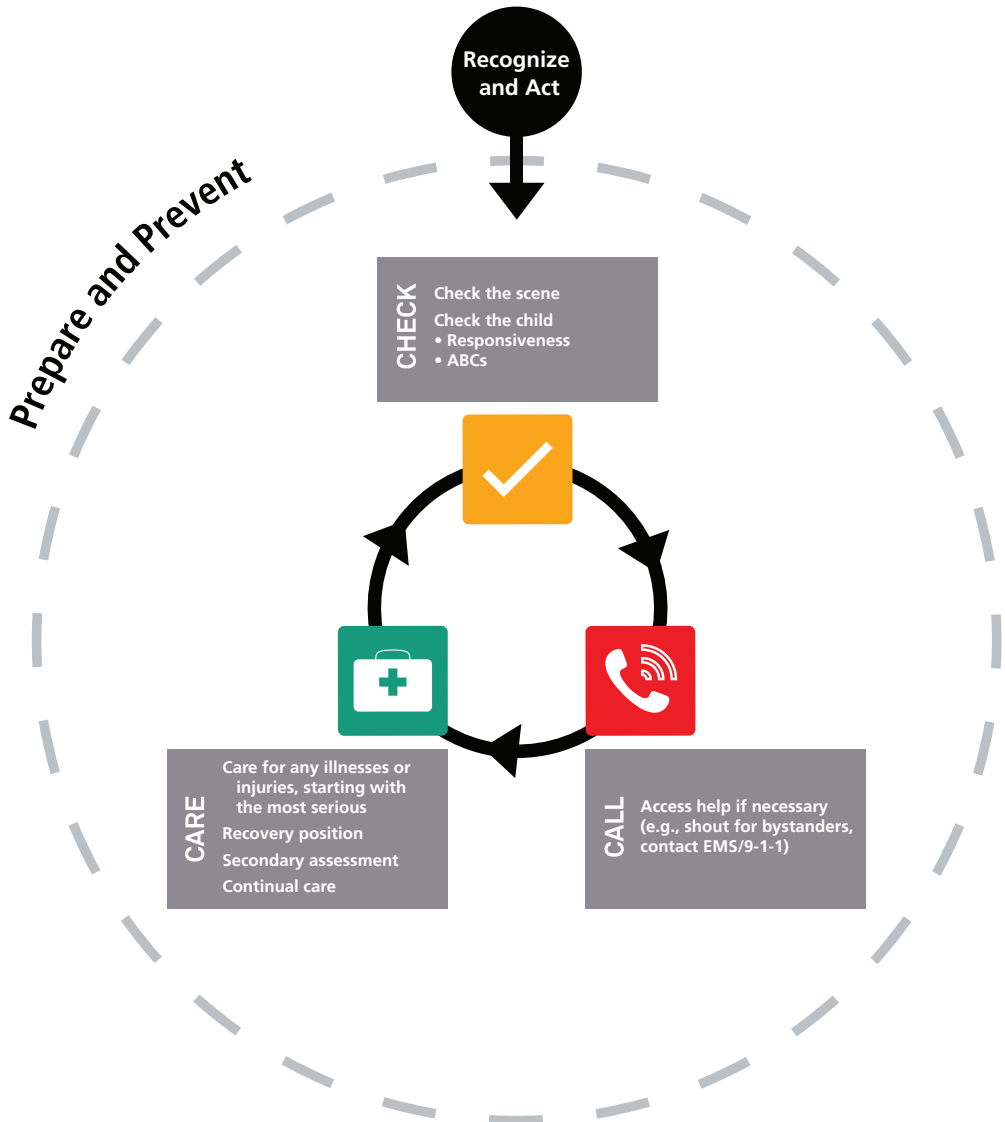 Recognize
and Act
Prepare and Prevent
CHECK
Check the scene
Check the child
• Responsiveness
• ABCs
CARE
Care for any illnesses or
injuries, starting with
the most serious
Recovery position
Secondary assessment
Continual care
CALL
Access help if necessary
(e.g., shout for bystanders,
contact EMS/9-1-1)